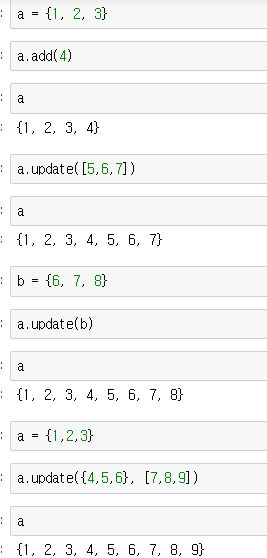 : a = {1, 2, 3}
: a.add(4)
: a
: {1, 2, 3, 4}
: a.update([5,6,7])
: a
: {1, 2, 3, 4, 5, 6, 7}
: b = {6, 7, 8}
: a.update(b)
: a
: {1, 2, 3, 4, 5, 6, 7, 8}
: a = {1,2,3}
: a.update({4,5,6}, [7,8,9])
: a
: {1, 2, 3, 4, 5, 6, 7, 8, 9}